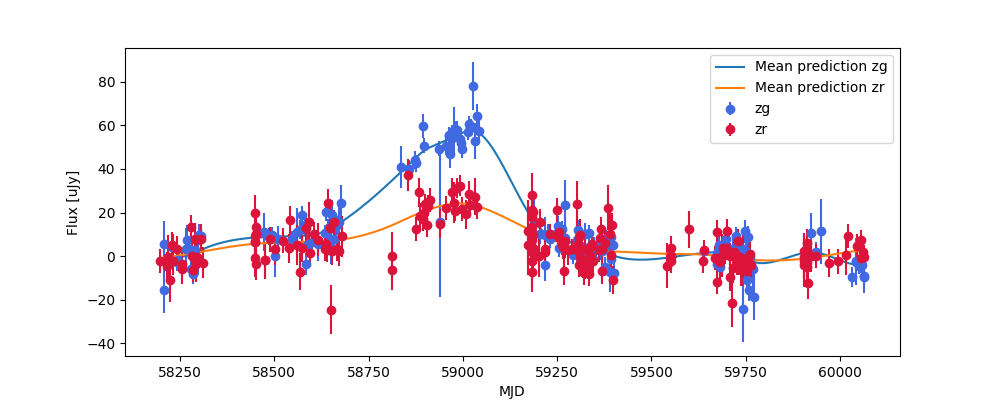 80
60
40
20
0
−20
−40
Flux [uJy]
58250
58500
58750
59000
59250
59500
59750
60000
MJD
Mean prediction zg
Mean prediction zr
zg
zr